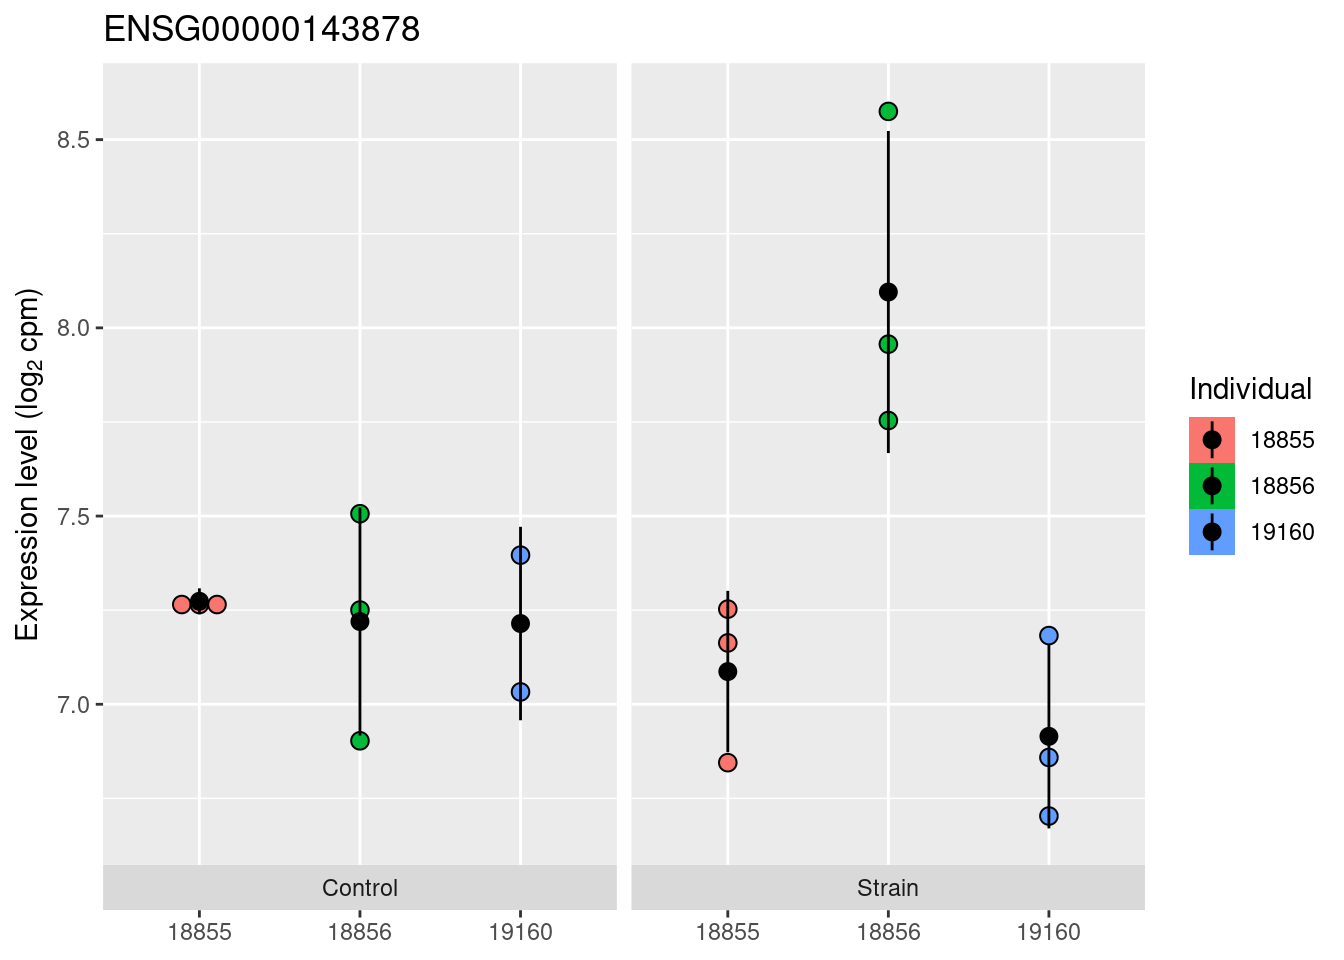 ENSG00000143878
Expression level (log₂ cpm)
8.5
8.0
7.5
7.0
Control
Strain
18855
18856
19160
18855
18856
19160
Individual
18855
18856
19160